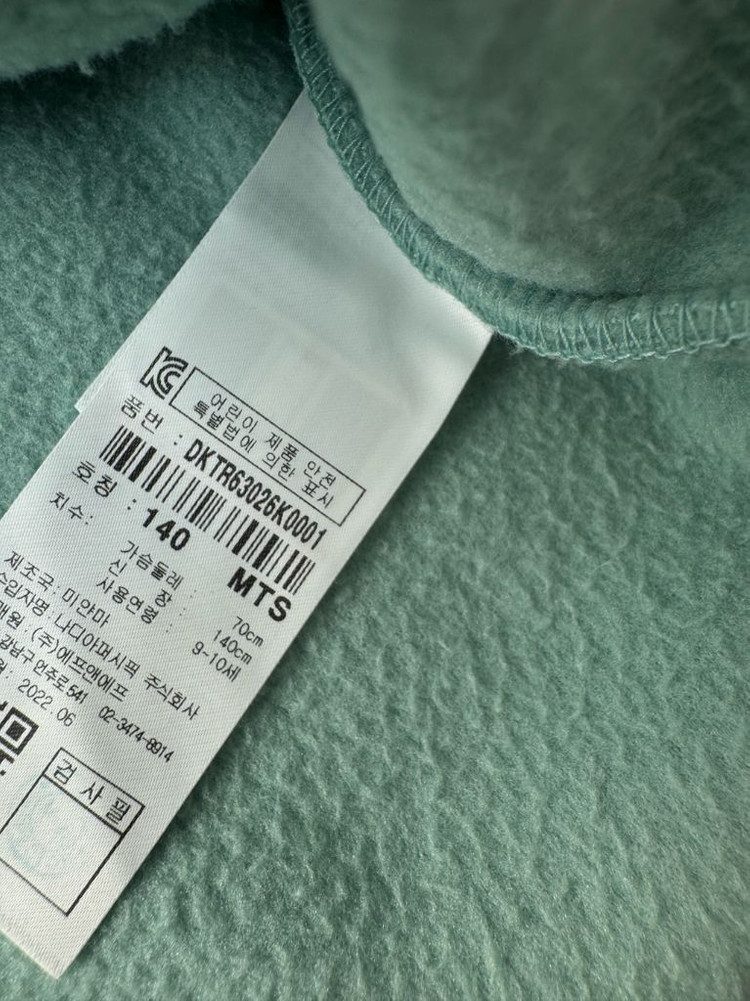 KC
어린이 제품 안전
특별법에 의한 표시
품번 : DKTR63026K0001
호칭 : 140 MTS
치수: 가슴둘레 : 70cm
신 장 : 140cm
사용연령 : 9-10세
제조국: 미얀마
수입자명: 나디아퍼시픽 주식회사
매원: (주)에프앤에프
강남구 언주로541 02-3474-8914
2022.06
검 사 필